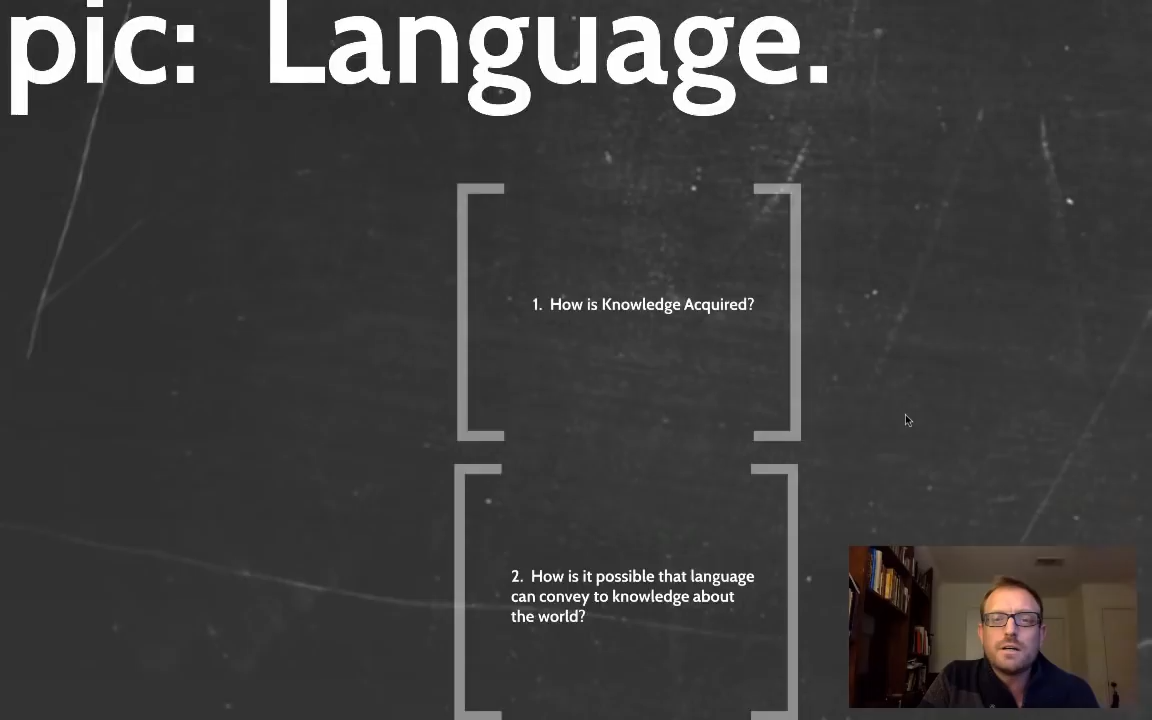 pic: Language.
1. How is Knowledge Acquired?
2. How is it possible that language
can convey to knowledge about
the world?